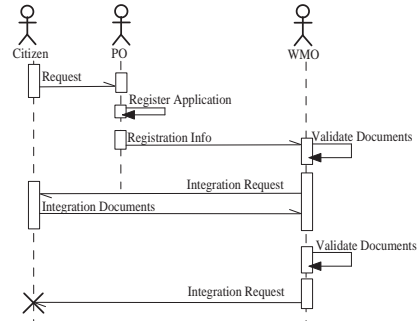 Citizen
PO
WMO
Request
Register Application
Registration Info
Validate Documents
Integration Request
Integration Documents
Validate Documents
Integration Request